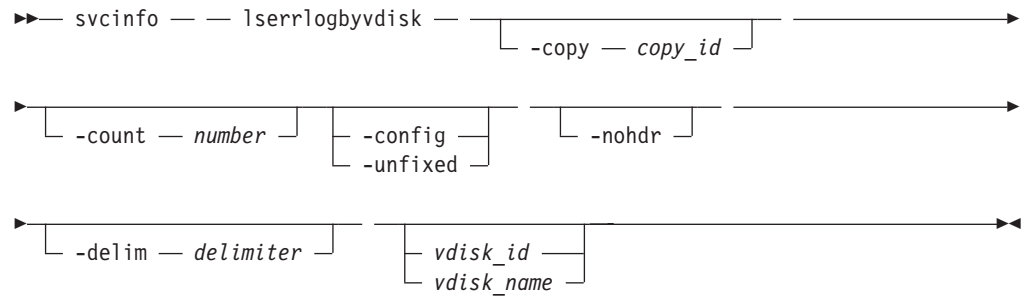 svcinfo lserrlogbyvdisk
-copy copy_id
-count number -config -nohdr
-unfixed
-delim delimiter vdisk_id
vdisk_name